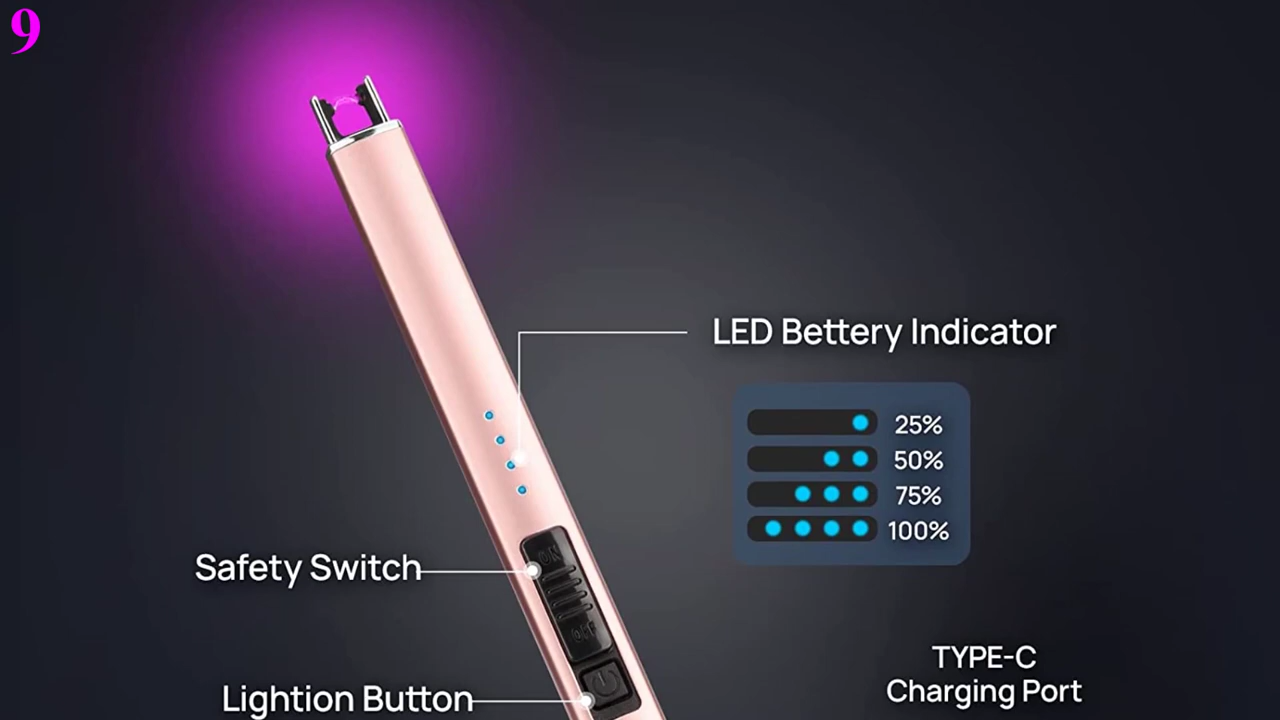 9
LED Bettery Indicator
25%
50%
75%
100%
ON
Safety Switch
OFF
TYPE-C
Charging Port
Lightion Button